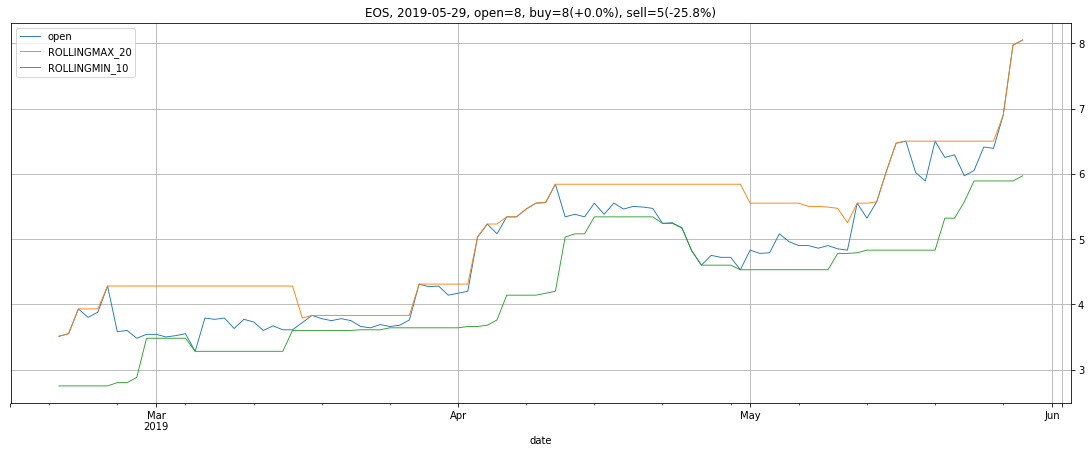 EOS, 2019-05-29, open=8, buy=8(+0.0%), sell=5(-25.8%)
open
ROLLINGMAX_20
ROLLINGMIN_10
8
7
6
5
4
3
Mar
2019
Apr
May
Jun
date